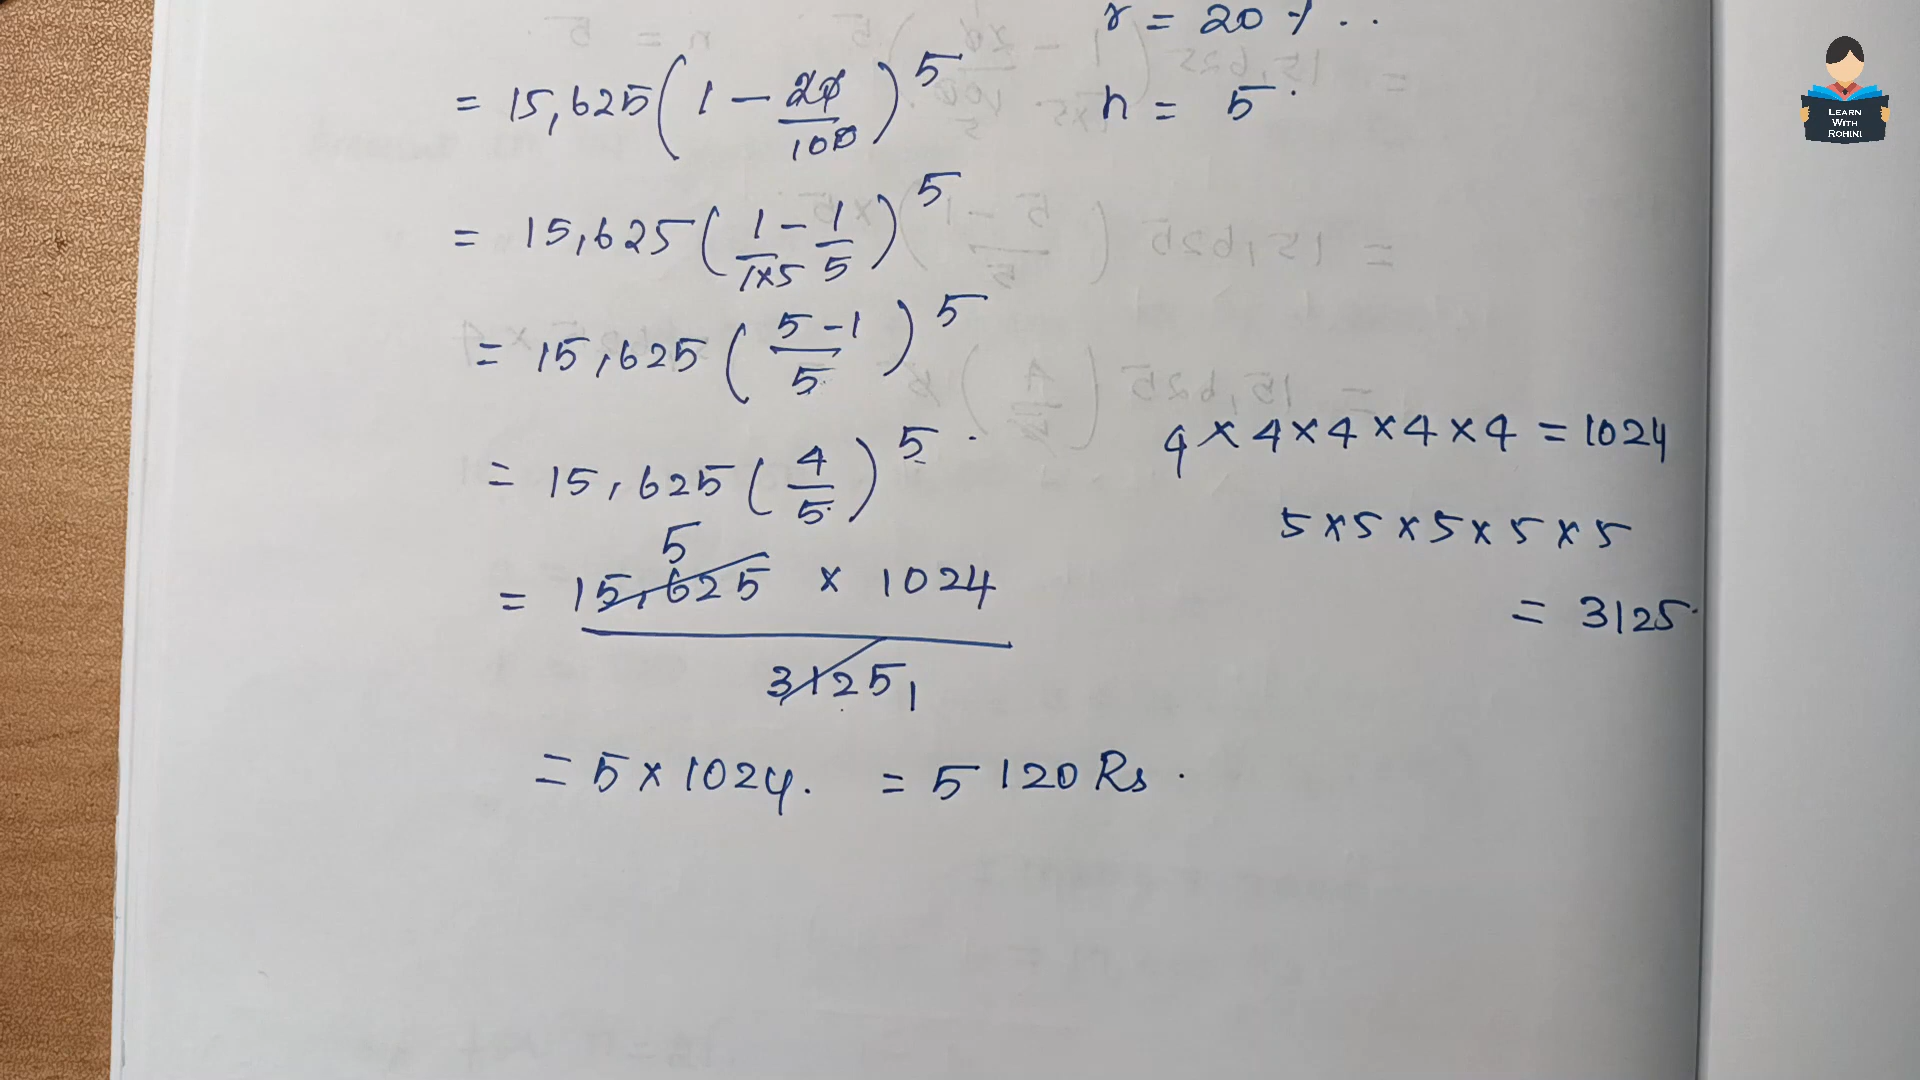 r = 20 % ..
= 15,625 ( 1 - 20/100 )^5
n = 5.
LEARN
WITH
ROHINI
= 15,625 ( 1/1×5 - 1/5 )^5
= 15,625 ( 5-1/5 )^5
= 15,625 ( 4/5 )^5
4 × 4 × 4 × 4 × 4 = 1024
5 × 5 × 5 × 5 × 5
= 3125.
5
= 15,625 × 1024
3125 1
= 5 × 1024. = 5120 Rs.